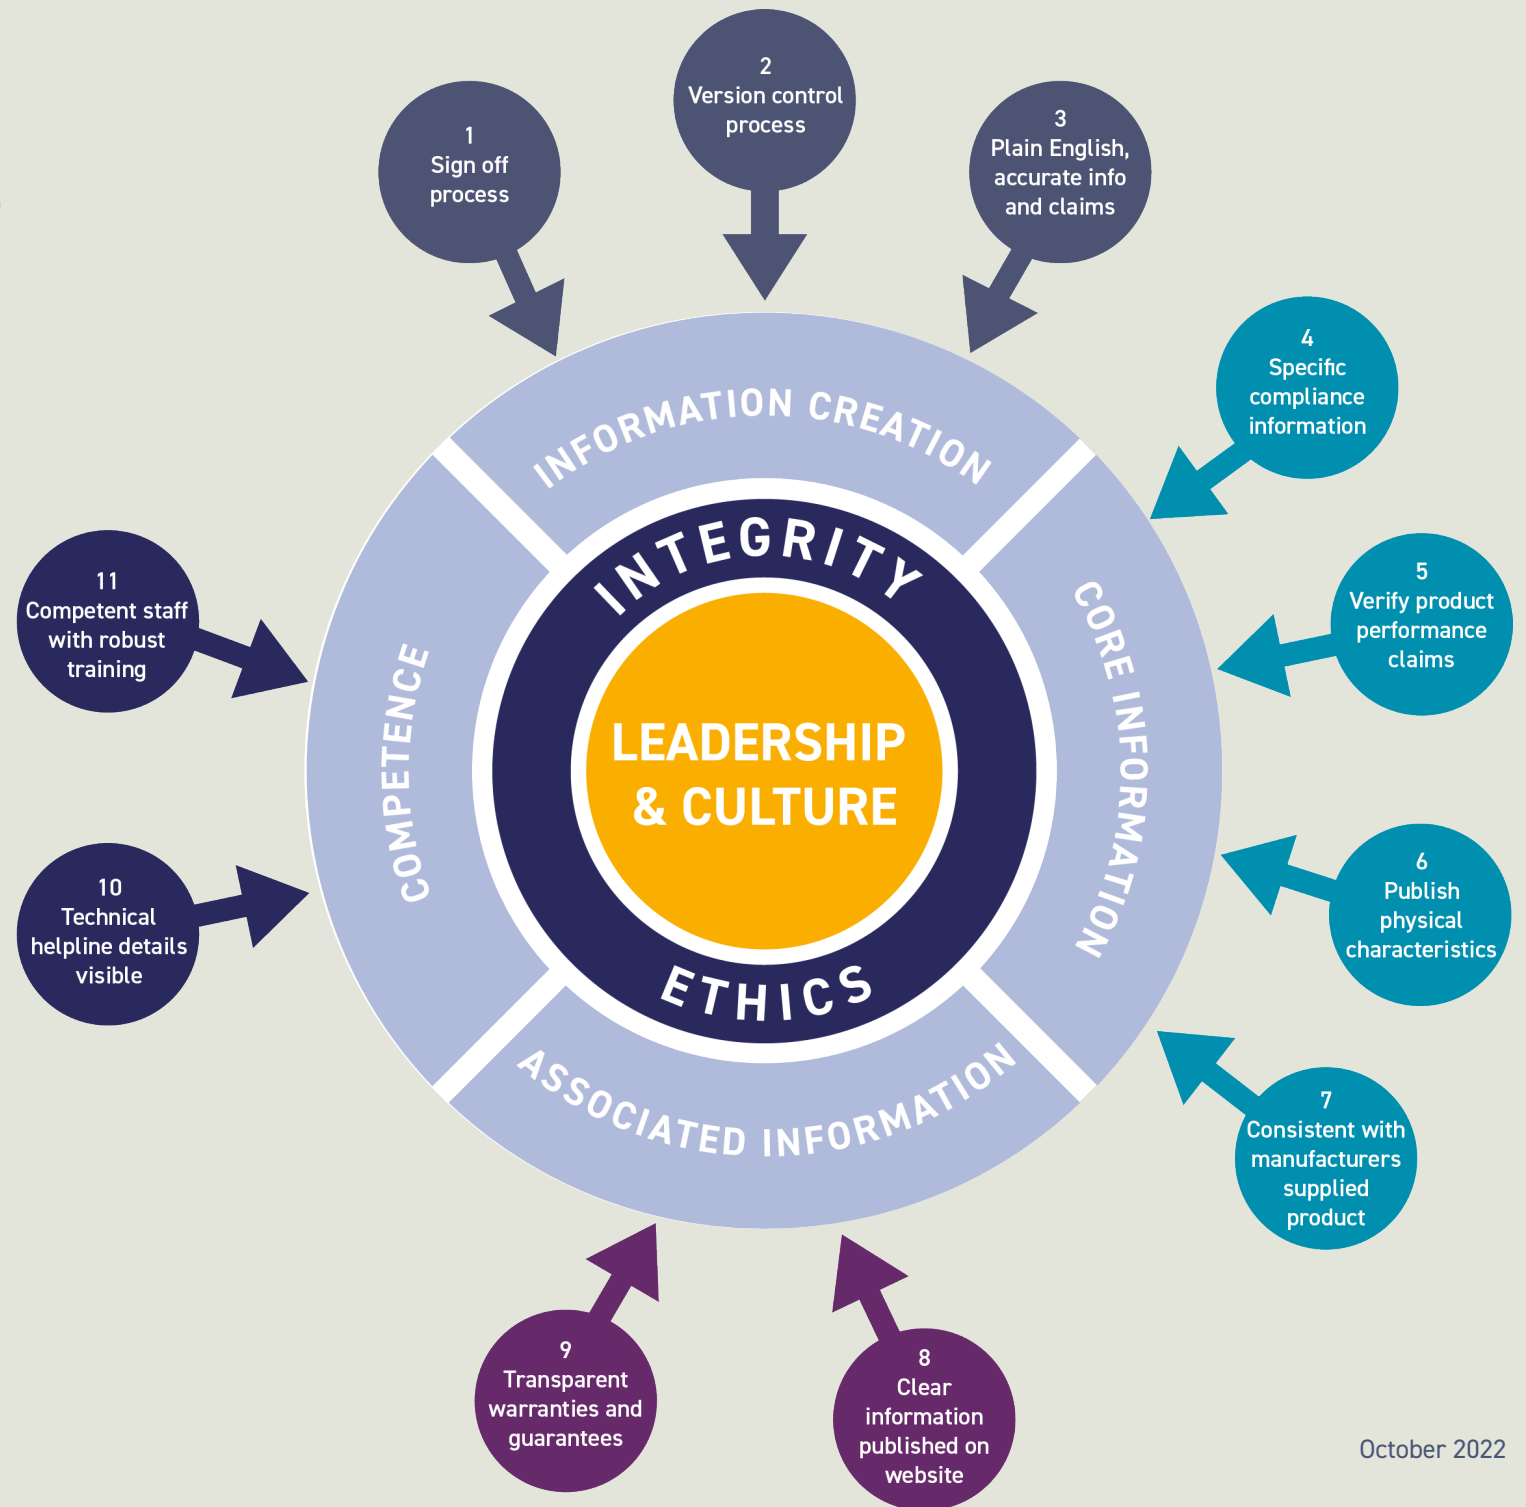 1
Sign off
process
2
Version control
process
3
Plain English,
accurate info
and claims
4
Specific
compliance
information
5
Verify product
performance
claims
6
Publish
physical
characteristics
7
Consistent with
manufacturers
supplied
product
8
Clear
information
published on
website
9
Transparent
warranties and
guarantees
10
Technical
helpline details
visible
11
Competent staff
with robust
training
INFORMATION CREATION
CORE INFORMATION
ASSOCIATED INFORMATION
COMPETENCE
INTEGRITY
ETHICS
LEADERSHIP
& CULTURE
October 2022